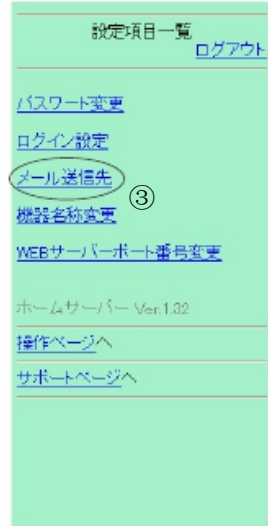 設定項目一覧
ログアウト
パスワード変更
ログイン設定
メール送信先
③
機器名称変更
WEBサーバーポート番号変更
ホームサーバー Ver.1.32
操作ページへ
サポートページへ